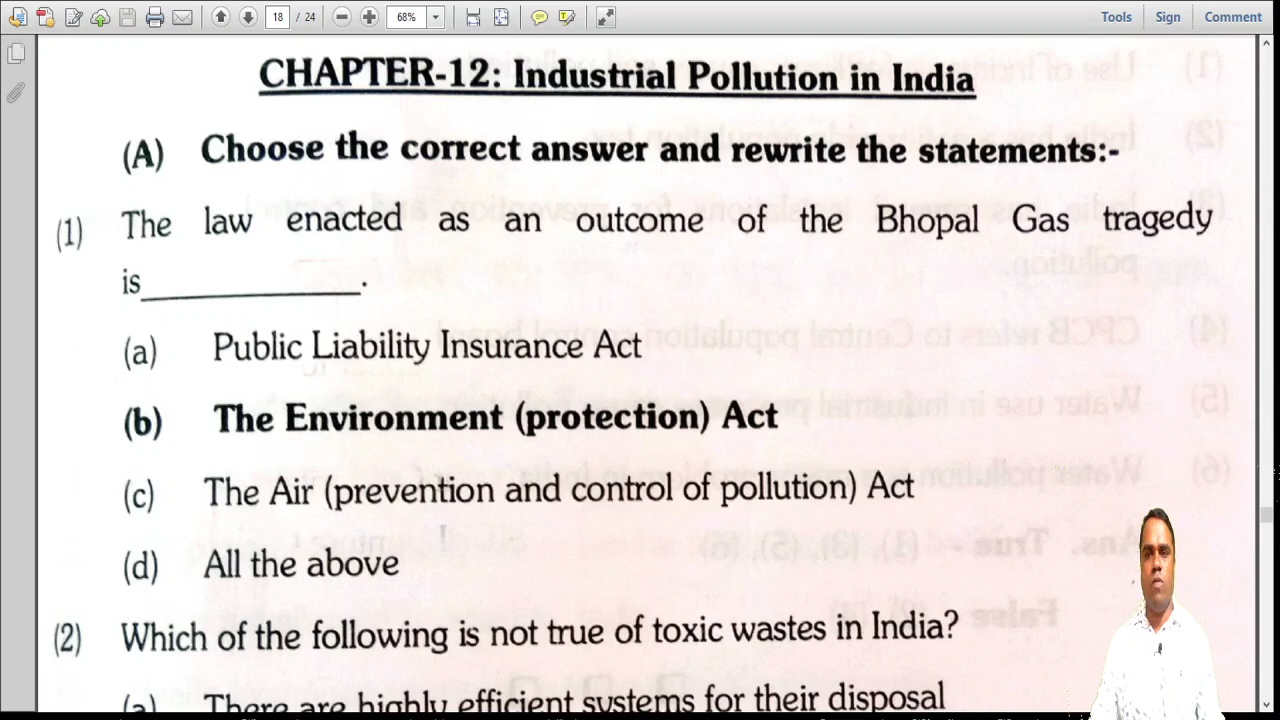 18 / 24
68%
Tools Sign Comment
CHAPTER-12: Industrial Pollution in India
(A) Choose the correct answer and rewrite the statements:-
(1) The law enacted as an outcome of the Bhopal Gas tragedy
is_______________.
(a) Public Liability Insurance Act
(b) The Environment (protection) Act
(c) The Air (prevention and control of pollution) Act
(d) All the above
(2) Which of the following is not true of toxic wastes in India?
(a) There are highly efficient systems for their disposal